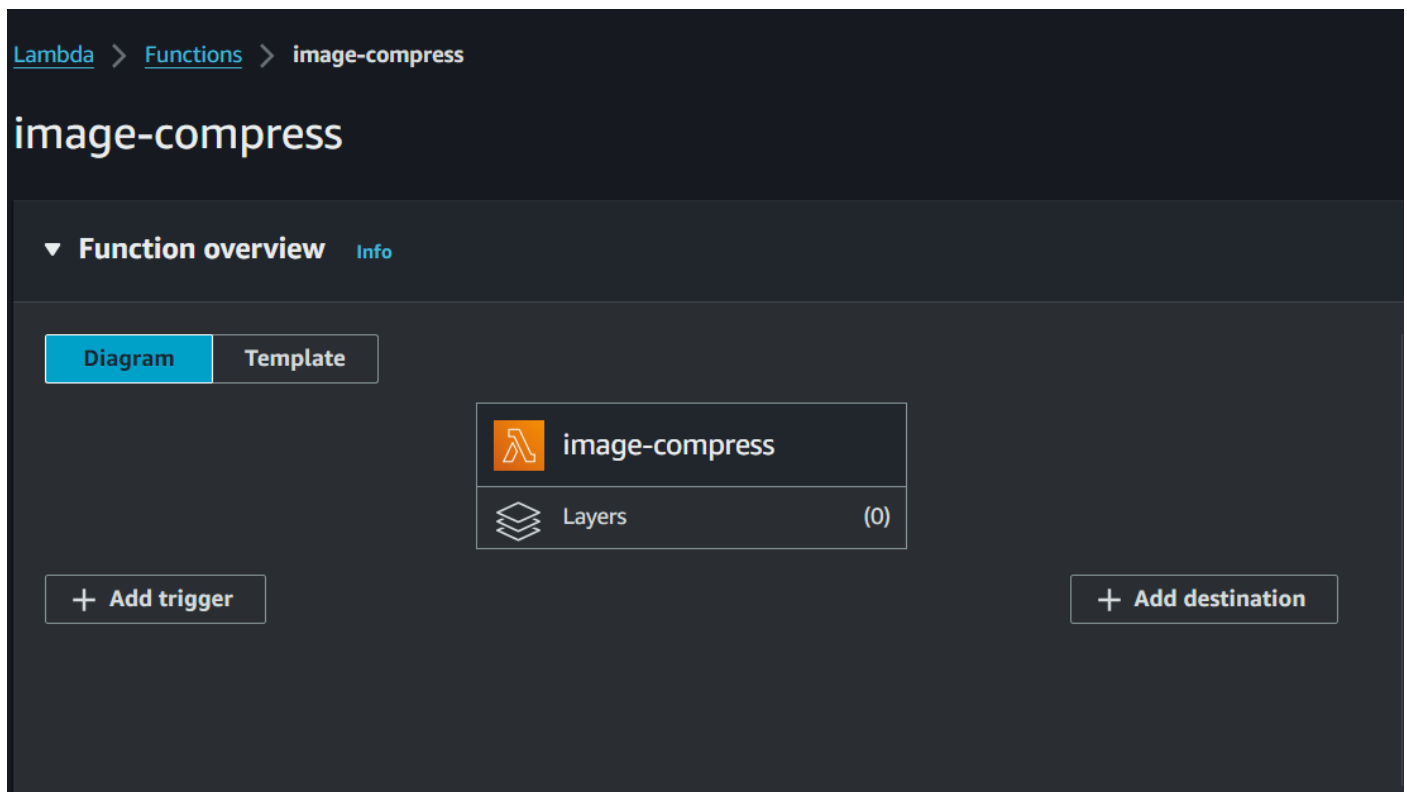 Lambda > Functions > image-compress
image-compress
Function overview Info
Diagram Template
image-compress
Layers (0)
+ Add trigger
+ Add destination